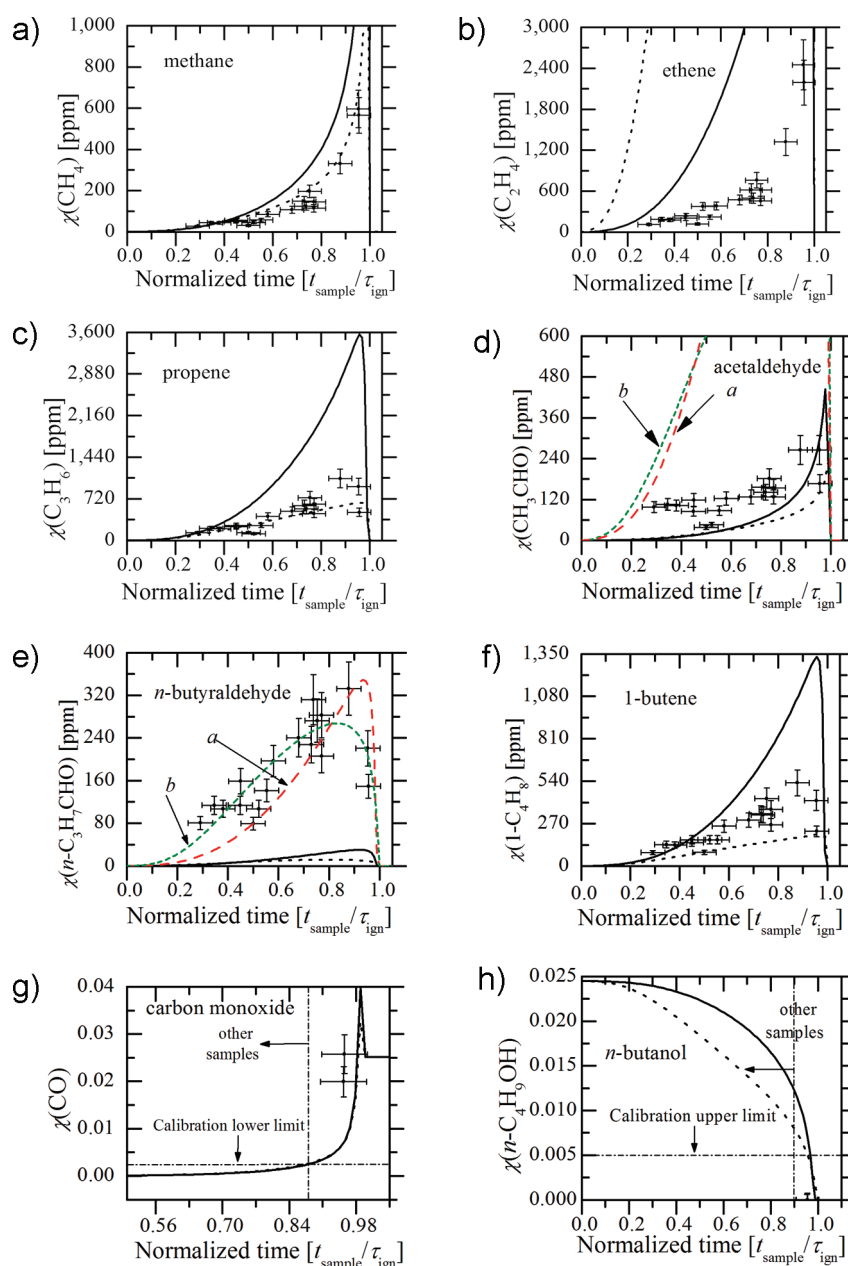 a)
1,000
800
600
400
200
0
methane
χ(CH4) [ppm]
0.0 0.2 0.4 0.6 0.8 1.0
Normalized time [tsample/τign]
b)
3,000
2,400
1,800
1,200
600
0
ethene
χ(C2H4) [ppm]
0.0 0.2 0.4 0.6 0.8 1.0
Normalized time [tsample/τign]
c)
3,600
2,880
2,160
1,440
720
0
propene
χ(C3H6) [ppm]
0.0 0.2 0.4 0.6 0.8 1.0
Normalized time [tsample/τign]
d)
600
480
360
240
120
0
acetaldehyde
b
a
χ(CH3CHO) [ppm]
0.0 0.2 0.4 0.6 0.8 1.0
Normalized time [tsample/τign]
e)
400
320
240
160
80
0
n-butyraldehyde
a
b
χ(n-C3H7CHO) [ppm]
0.0 0.2 0.4 0.6 0.8 1.0
Normalized time [tsample/τign]
f)
1,350
1,080
810
540
270
0
1-butene
χ(1-C4H8) [ppm]
0.0 0.2 0.4 0.6 0.8 1.0
Normalized time [tsample/τign]
g)
0.04
0.03
0.02
0.01
0.00
carbon monoxide
other
samples
Calibration lower limit
χ(CO)
0.56 0.70 0.84 0.98
Normalized time [tsample/τign]
h)
0.025
0.020
0.015
0.010
0.005
0.000
other
samples
n-butanol
Calibration upper limit
χ(n-C4H9OH)
0.0 0.2 0.4 0.6 0.8 1.0
Normalized time [tsample/τign]